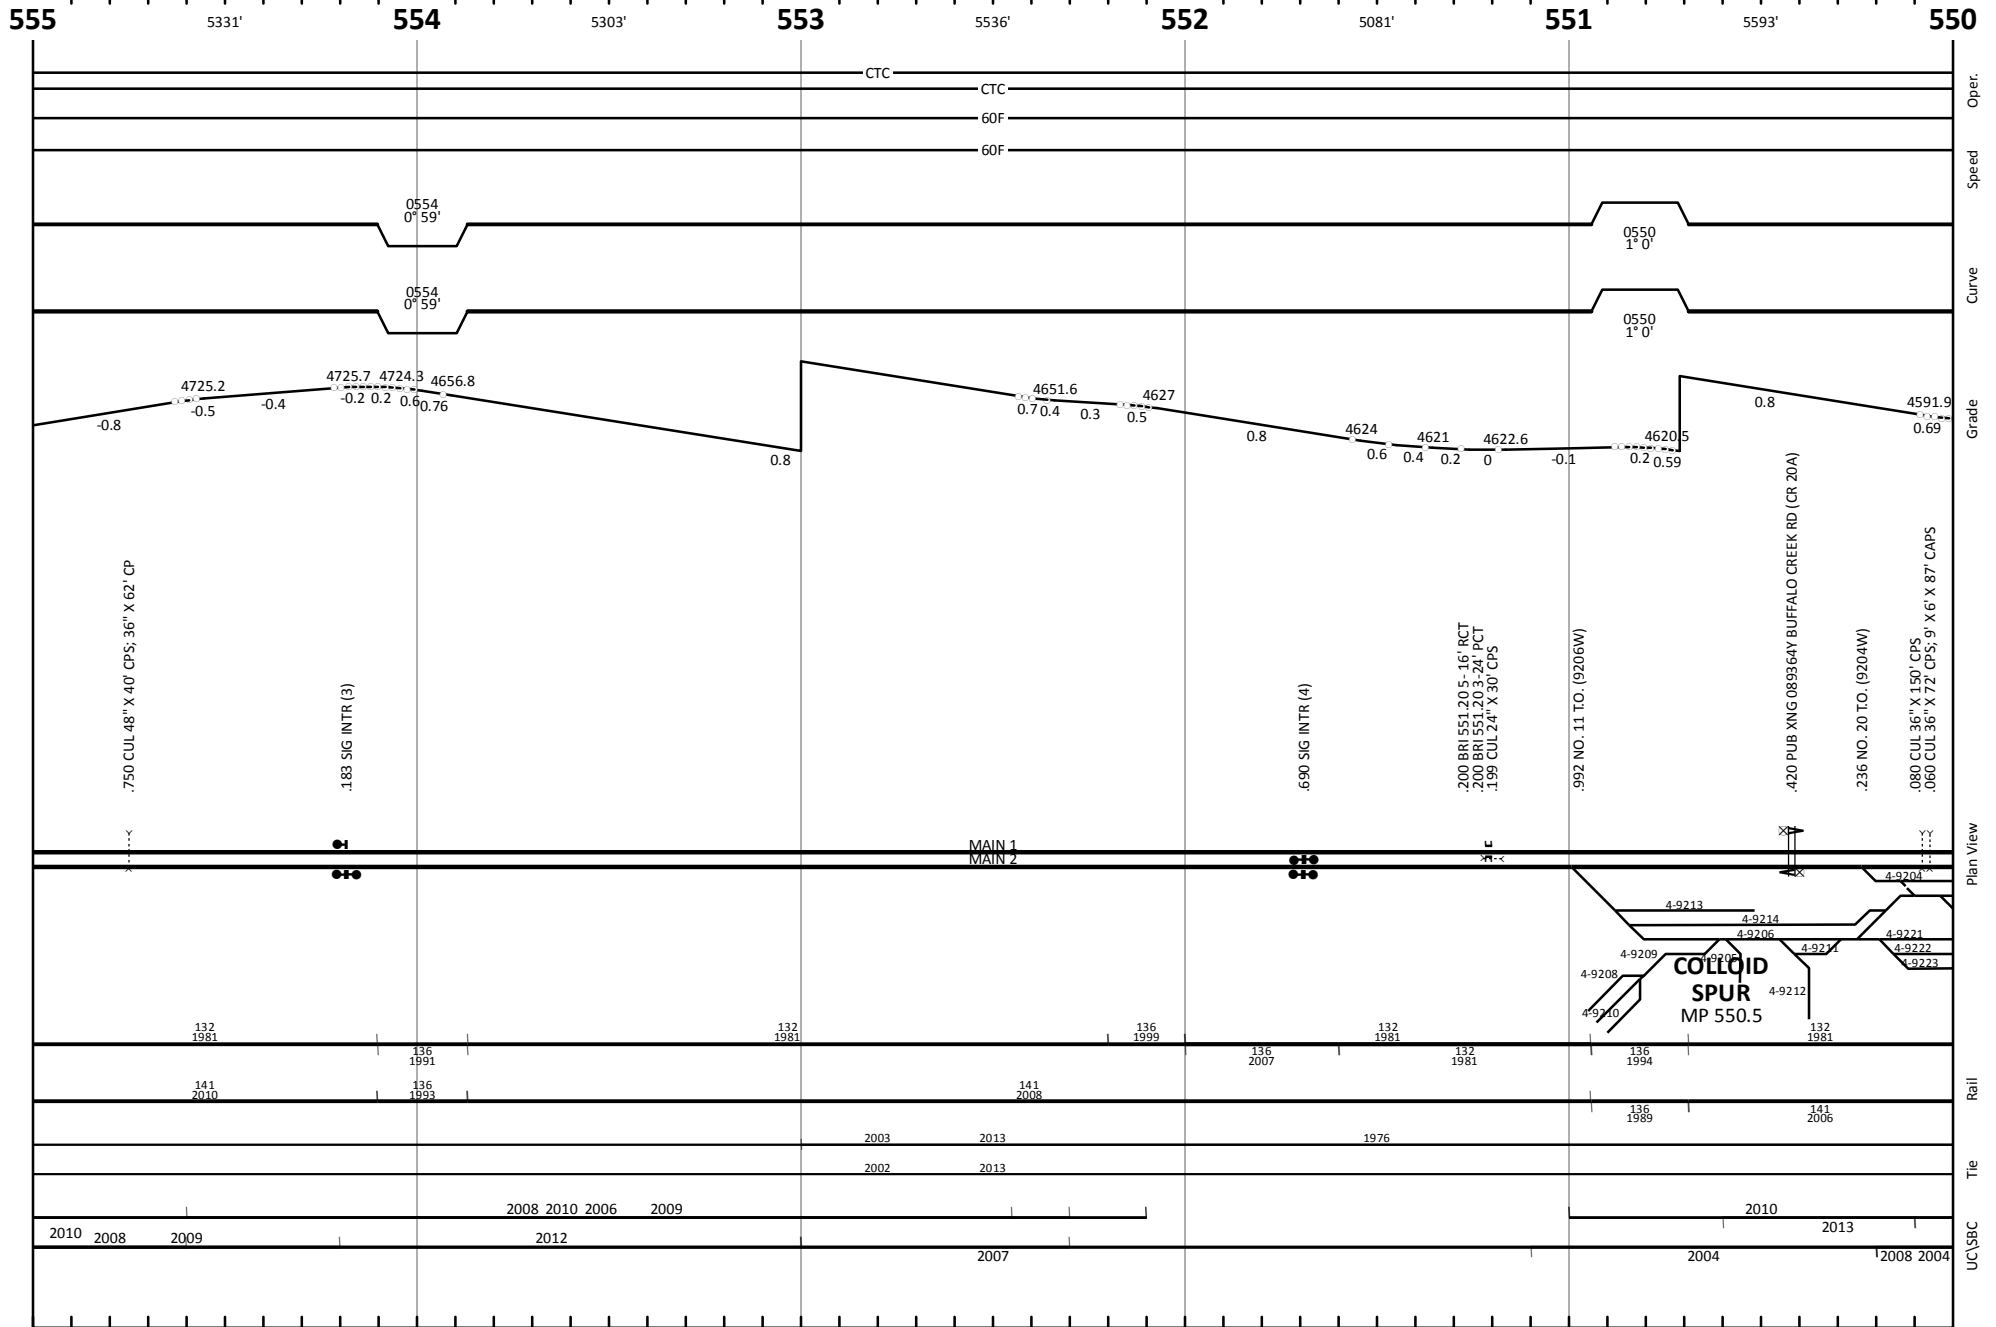 555 5331' 554 5303' 553 5536' 552 5081' 551 5593' 550
CTC
CTC
Oper.
60F
60F
Speed
0554
0° 59'
0550
1° 0'
0554
0° 59'
0550
1° 0'
Curve
4725.2 4725.7 4724.3 4656.8 4651.6 4627 4624 4621 4622.6 4620.5 4591.9
-0.8 -0.5 -0.4 -0.2 0.2 0.6 0.76 0.8 0.7 0.4 0.3 0.5 0.8 0.6 0.4 0.2 0 -0.1 0.2 0.59 0.8 0.69
Grade
.750 CUL 48" X 40' CPS; 36" X 62' CP
.183 SIG INTR (3)
.690 SIG INTR (4)
.200 BRI 551.20 5- 16' RCT
.200 BRI 551.20 3-24' PCT
.199 CUL 24" X 30' CPS
.992 NO. 11 T.O. (9206W)
.420 PUB XNG 089364Y BUFFALO CREEK RD (CR 20A)
.236 NO. 20 T.O. (9204W)
.080 CUL 36" X 150' CPS
.060 CUL 36" X 72' CPS; 9' X 6' X 87' CAPS
MAIN 1
MAIN 2
Plan View
4-9204
4-9213
4-9214
4-9206
4-9221
4-9209
4-9205
4-9211
4-9222
4-9208
4-9223
4-9212
4-9210
COLLOID
SPUR
MP 550.5
132 132 136 132 132
1981 1981 1999 1981 1981
136 136 132 136
1991 2007 1981 1994
141 136 141
2010 1993 2008
136 141
1989 2006
Rail
2003 2013 1976
2002 2013
Tie
2008 2010 2006 2009 2010
2013
2010 2008 2009 2012
2007 2004 2008 2004
UC\SBC